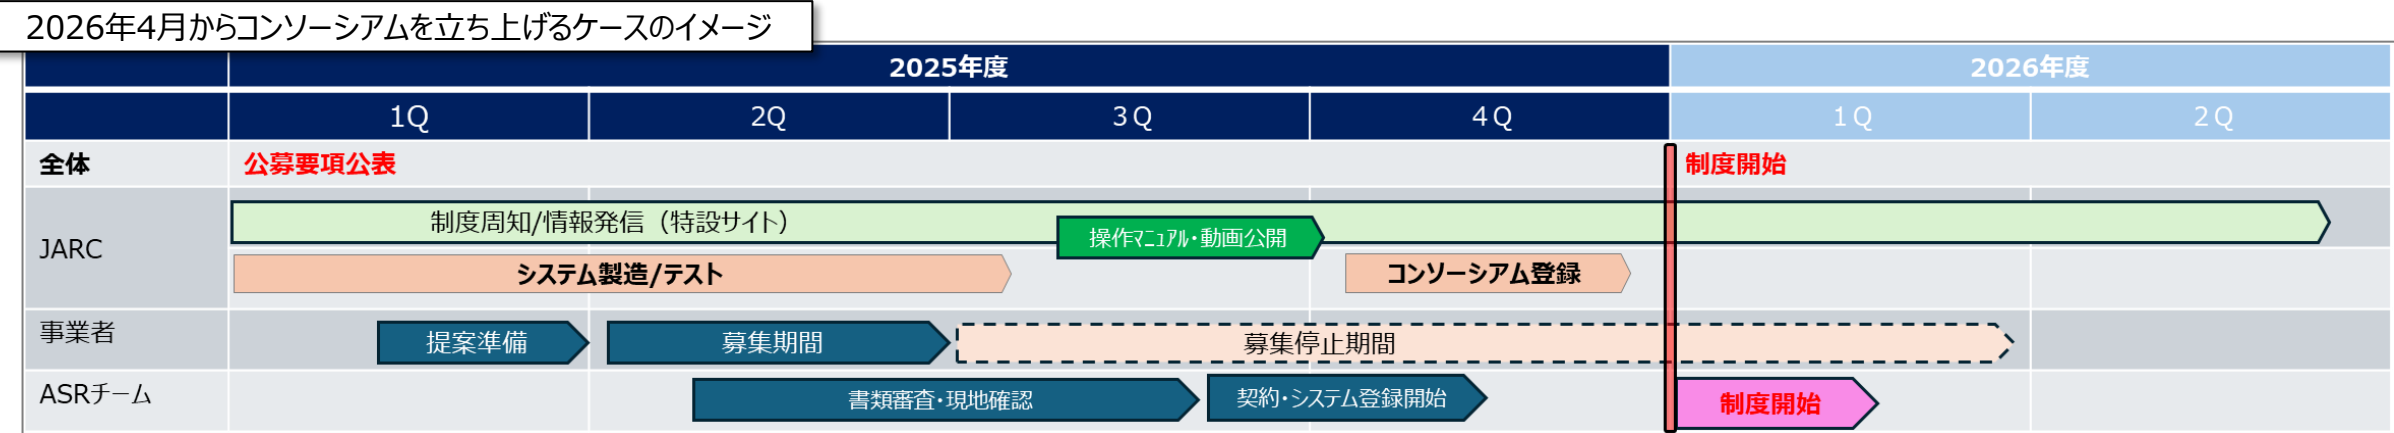 2026年4月からコンソーシアムを立ち上げるケースのイメージ
2025年度 2026年度
1Q 2Q 3Q 4Q 1Q 2Q
全体 公募要項公表 制度開始
JARC
制度周知/情報発信（特設サイト）
操作ﾏﾆｭｱﾙ・動画公開
システム製造/テスト コンソーシアム登録
事業者 提案準備 募集期間 募集停止期間
ASRチーム 書類審査・現地確認 契約・システム登録開始 制度開始